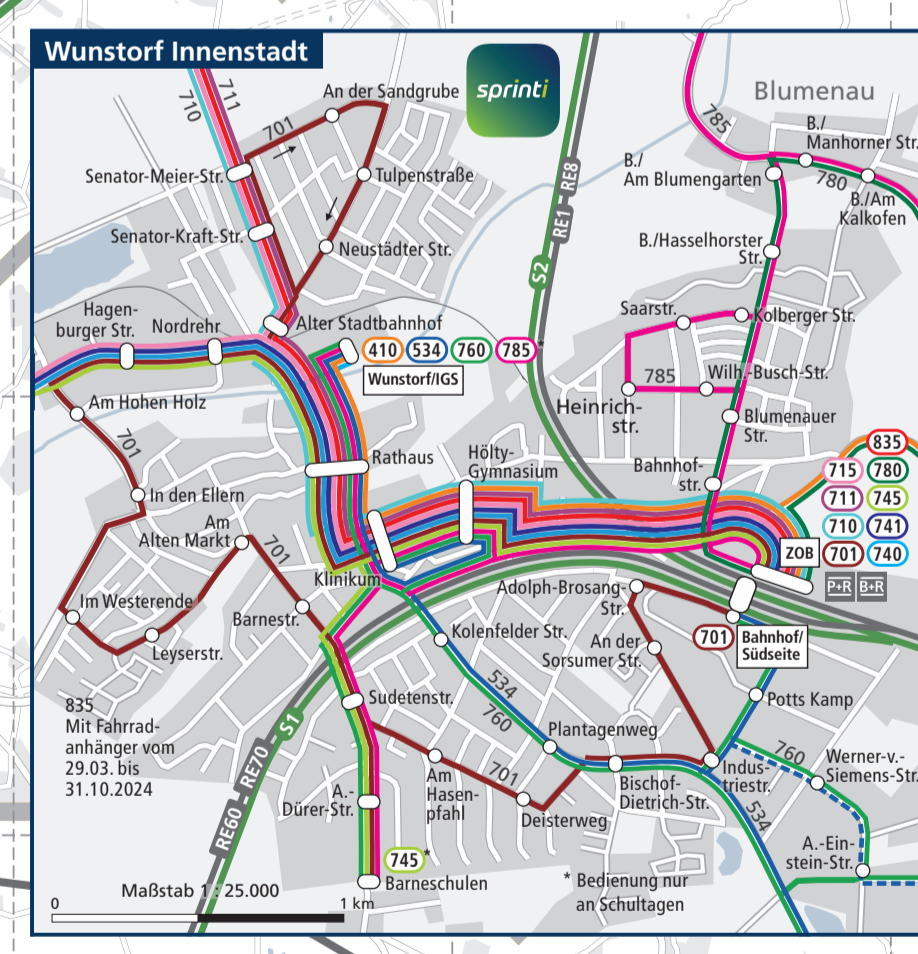 Wunstorf Innenstadt
sprinti
710
711
701
An der Sandgrube
Senator-Meier-Str.
Tulpenstraße
Senator-Kraft-Str.
Neustädter Str.
Hagen-
burger Str.
Nordrehr
Alter Stadtbahnhof
410
534
760
785
*
Wunstorf/IGS
RE1 - RE8
S2
Blumenau
785
B./
Manhorner Str.
B./
Am Blumengarten
780
B./Am
Kalkofen
B./Hasselhorster
Str.
Saarstr.
Kolberger Str.
785
Wilh.-Busch-Str.
Heinrich-
str.
Blumenauer
Str.
Bahnhof-
str.
Am Hohen Holz
701
Rathaus
Hölty-
Gymnasium
In den Ellern
Am
Alten Markt
701
Klinikum
835
715
780
711
745
710
741
701
740
ZOB
P+R
B+R
Im Westerende
Barnestr.
Leyserstr.
Adolph-Brosang-
Str.
701
Bahnhof/
Südseite
Kolenfelder Str.
An der
Sorsumer Str.
534
760
Potts Kamp
835
Mit Fahrrad-
anhänger vom
29.03. bis
31.10.2024
Sudetenstr.
RE60 - RE70 - S1
Plantagenweg
760
Werner-v.-
Siemens-Str.
Am
Hasen-
pfahl
701
Bischof-
Dietrich-Str.
Indus-
triestr.
534
A.-
Dürer-Str.
Deisterweg
A.-Ein-
stein-Str.
745
*
Barneschulen
* Bedienung nur
an Schultagen
Maßstab 1 : 25.000
0
1 km